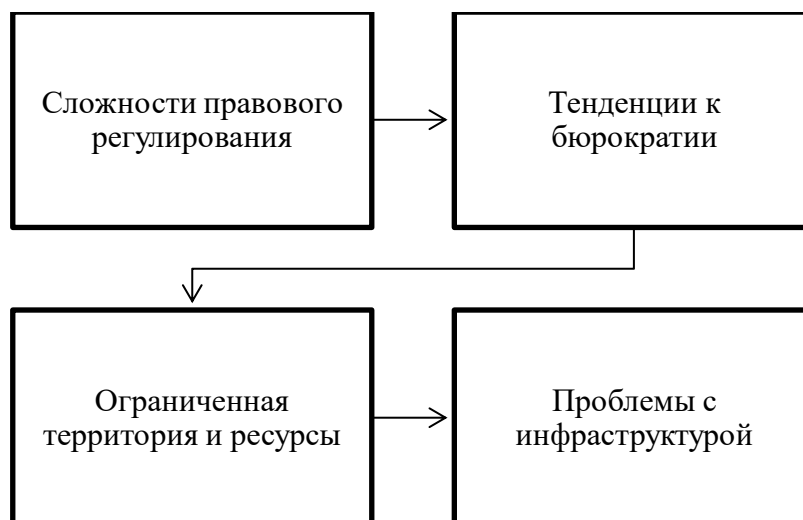 Сложности правового
регулирования
Тенденции к
бюрократии
Ограниченная
территория и ресурсы
Проблемы с
инфраструктурой